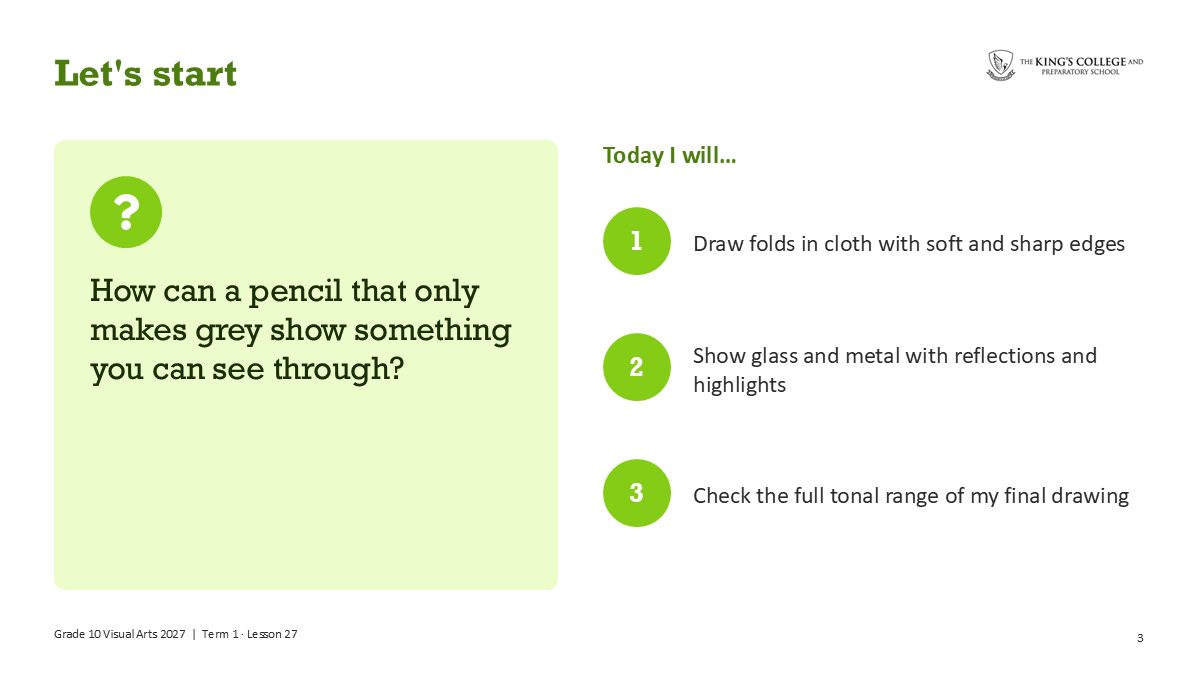 Let's start
THE KING'S COLLEGE AND
PREPARATORY SCHOOL
?
How can a pencil that only
makes grey show something
you can see through?
Today I will...
1
Draw folds in cloth with soft and sharp edges
2
Show glass and metal with reflections and
highlights
3
Check the full tonal range of my final drawing
Grade 10 Visual Arts 2027 | Term 1 · Lesson 27
3